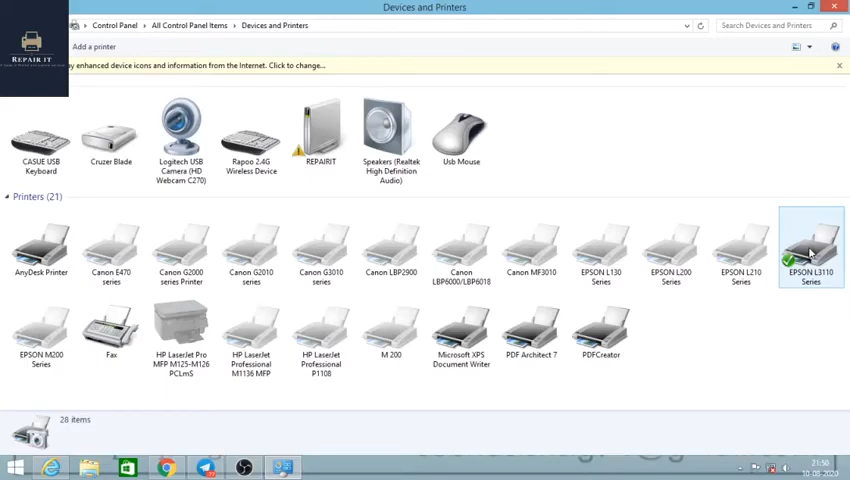 Devices and Printers
Control Panel
All Control Panel Items
Devices and Printers
Search Devices and Printers
Add a printer
REPAIR IT
y enhanced device icons and information from the Internet. Click to change...
CASUE USB
Keyboard
Cruzer Blade
Logitech USB
Camera (HD
Webcam C270)
Rapoo 2.4G
Wireless Device
REPAIRIT
Speakers (Realtek
High Definition
Audio)
Usb Mouse
Printers (21)
AnyDesk Printer
Canon E470
series
Canon G2000
series Printer
Canon G2010
series
Canon G3010
series
Canon LBP2900
Canon
LBP6000/LBP6018
Canon MF3010
EPSON L130
Series
EPSON L200
Series
EPSON L210
Series
EPSON L3110
Series
EPSON M200
Series
Fax
HP LaserJet Pro
MFP M125-M126
PCLmS
HP LaserJet
Professional
M1136 MFP
HP LaserJet
Professional
P1108
M 200
Microsoft XPS
Document Writer
PDF Architect 7
PDFCreator
28 items
21:50
10-08-2020